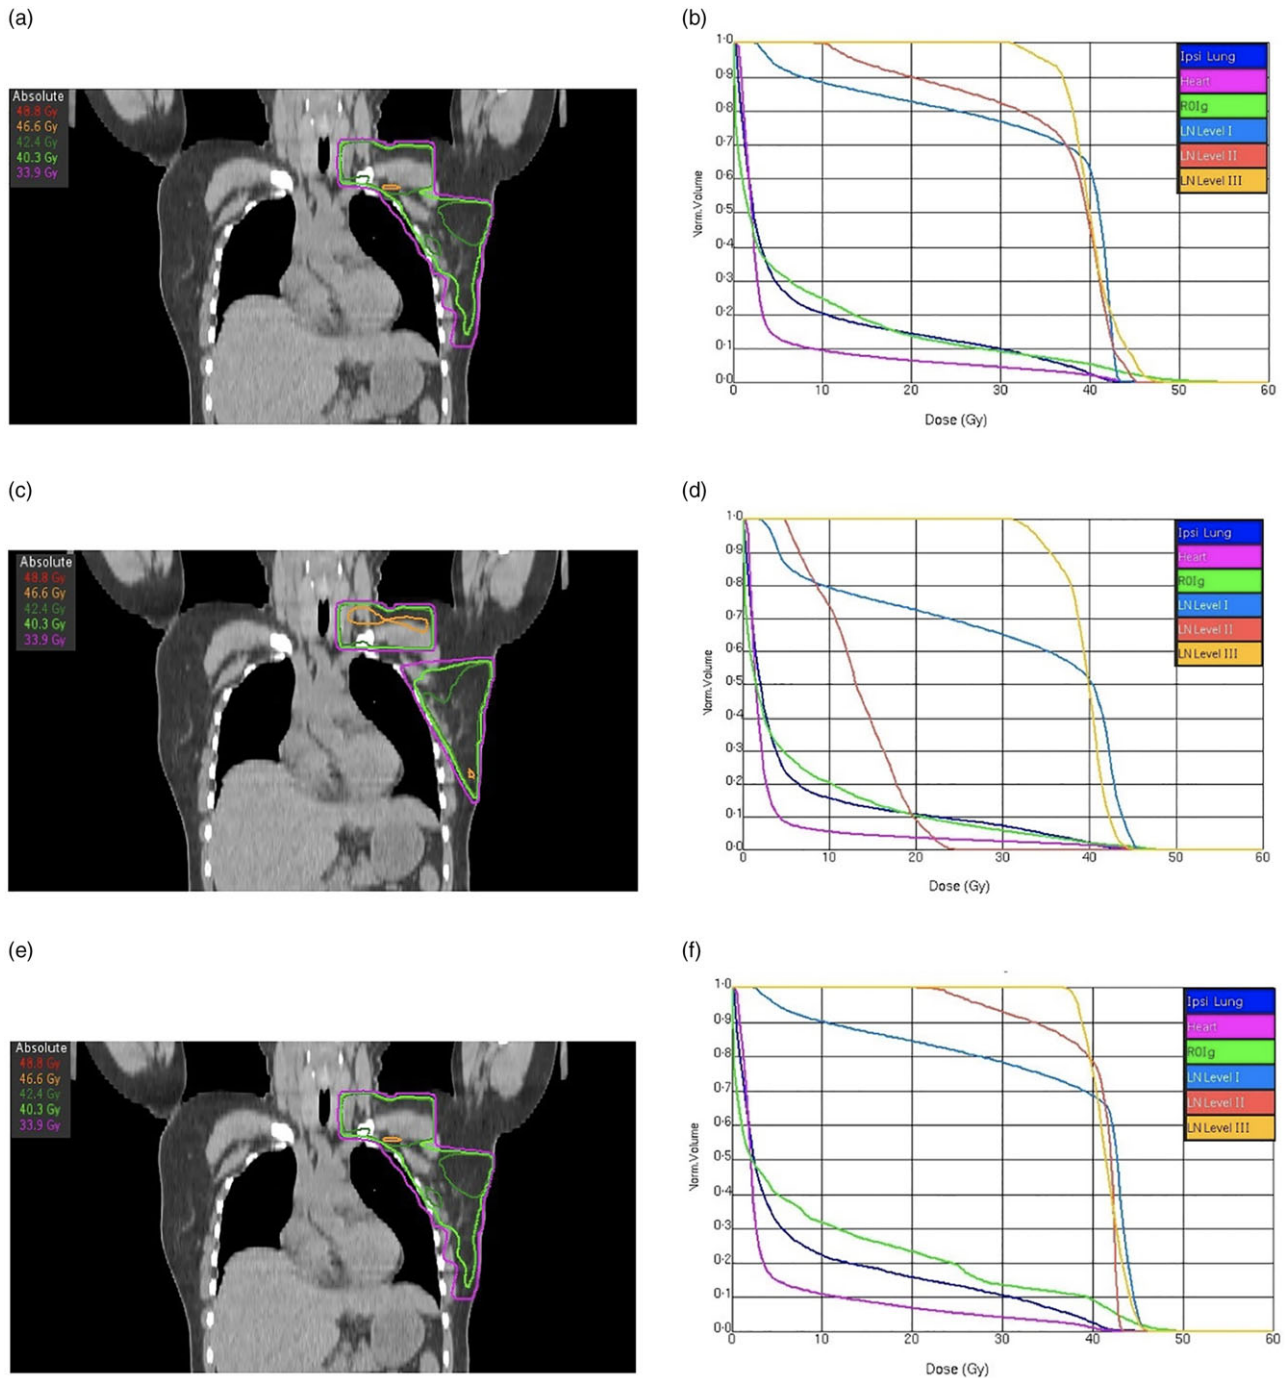 (a)
(b)
Absolute
48.8 Gy
46.6 Gy
42.4 Gy
40.3 Gy
33.9 Gy
1·0
0·9
0·8
0·7
0·6
0·5
0·4
0·3
0·2
0·1
0·0
Norm.Volume
0 10 20 30 40 50 60
Dose (Gy)
Ipsi Lung
Heart
ROIg
LN Level I
LN Level II
LN Level III
(c)
(d)
Absolute
48.8 Gy
46.6 Gy
42.4 Gy
40.3 Gy
33.9 Gy
1·0
0·9
0·8
0·7
0·6
0·5
0·4
0·3
0·2
0·1
0·0
Norm.Volume
0 10 20 30 40 50 60
Dose (Gy)
Ipsi Lung
Heart
ROIg
LN Level I
LN Level II
LN Level III
(e)
(f)
Absolute
48.8 Gy
46.6 Gy
42.4 Gy
40.3 Gy
33.9 Gy
1·0
0·9
0·8
0·7
0·6
0·5
0·4
0·3
0·2
0·1
0·0
Norm.Volume
0 10 20 30 40 50 60
Dose (Gy)
Ipsi Lung
Heart
ROIg
LN Level I
LN Level II
LN Level III